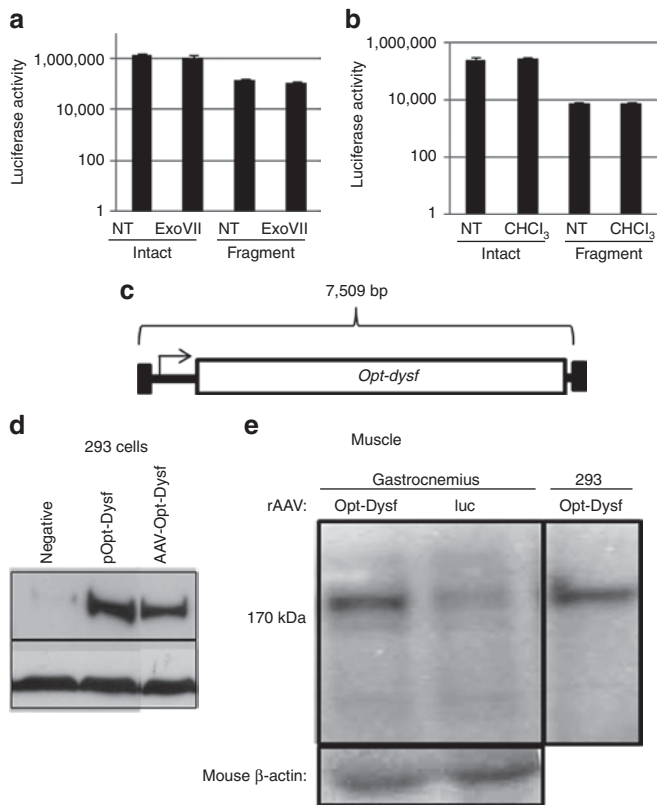 a
Luciferase activity
1,000,000
10,000
100
1
NT ExoVII NT ExoVII
Intact Fragment
b
Luciferase activity
1,000,000
10,000
100
1
NT CHCl₃ NT CHCl₃
Intact Fragment
c
7,509 bp
Opt-dysf
d
293 cells
Negative
pOpt-Dysf
AAV-Opt-Dysf
e
Muscle
Gastrocnemius 293
rAAV: Opt-Dysf luc Opt-Dysf
170 kDa
Mouse β-actin: